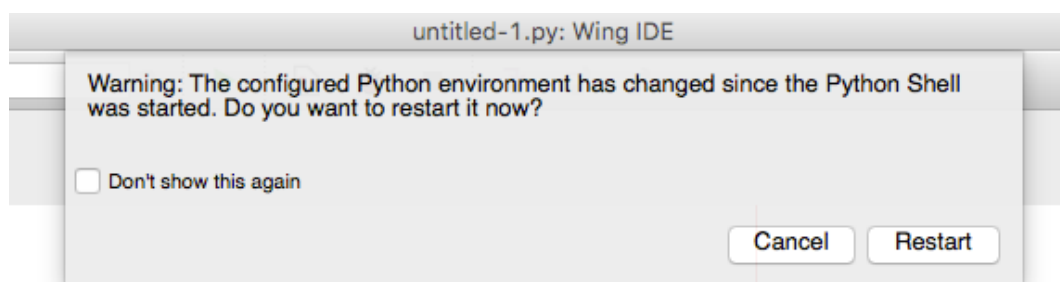 untitled-1.py: Wing IDE
Warning: The configured Python environment has changed since the Python Shell
was started. Do you want to restart it now?
Don't show this again
Cancel Restart